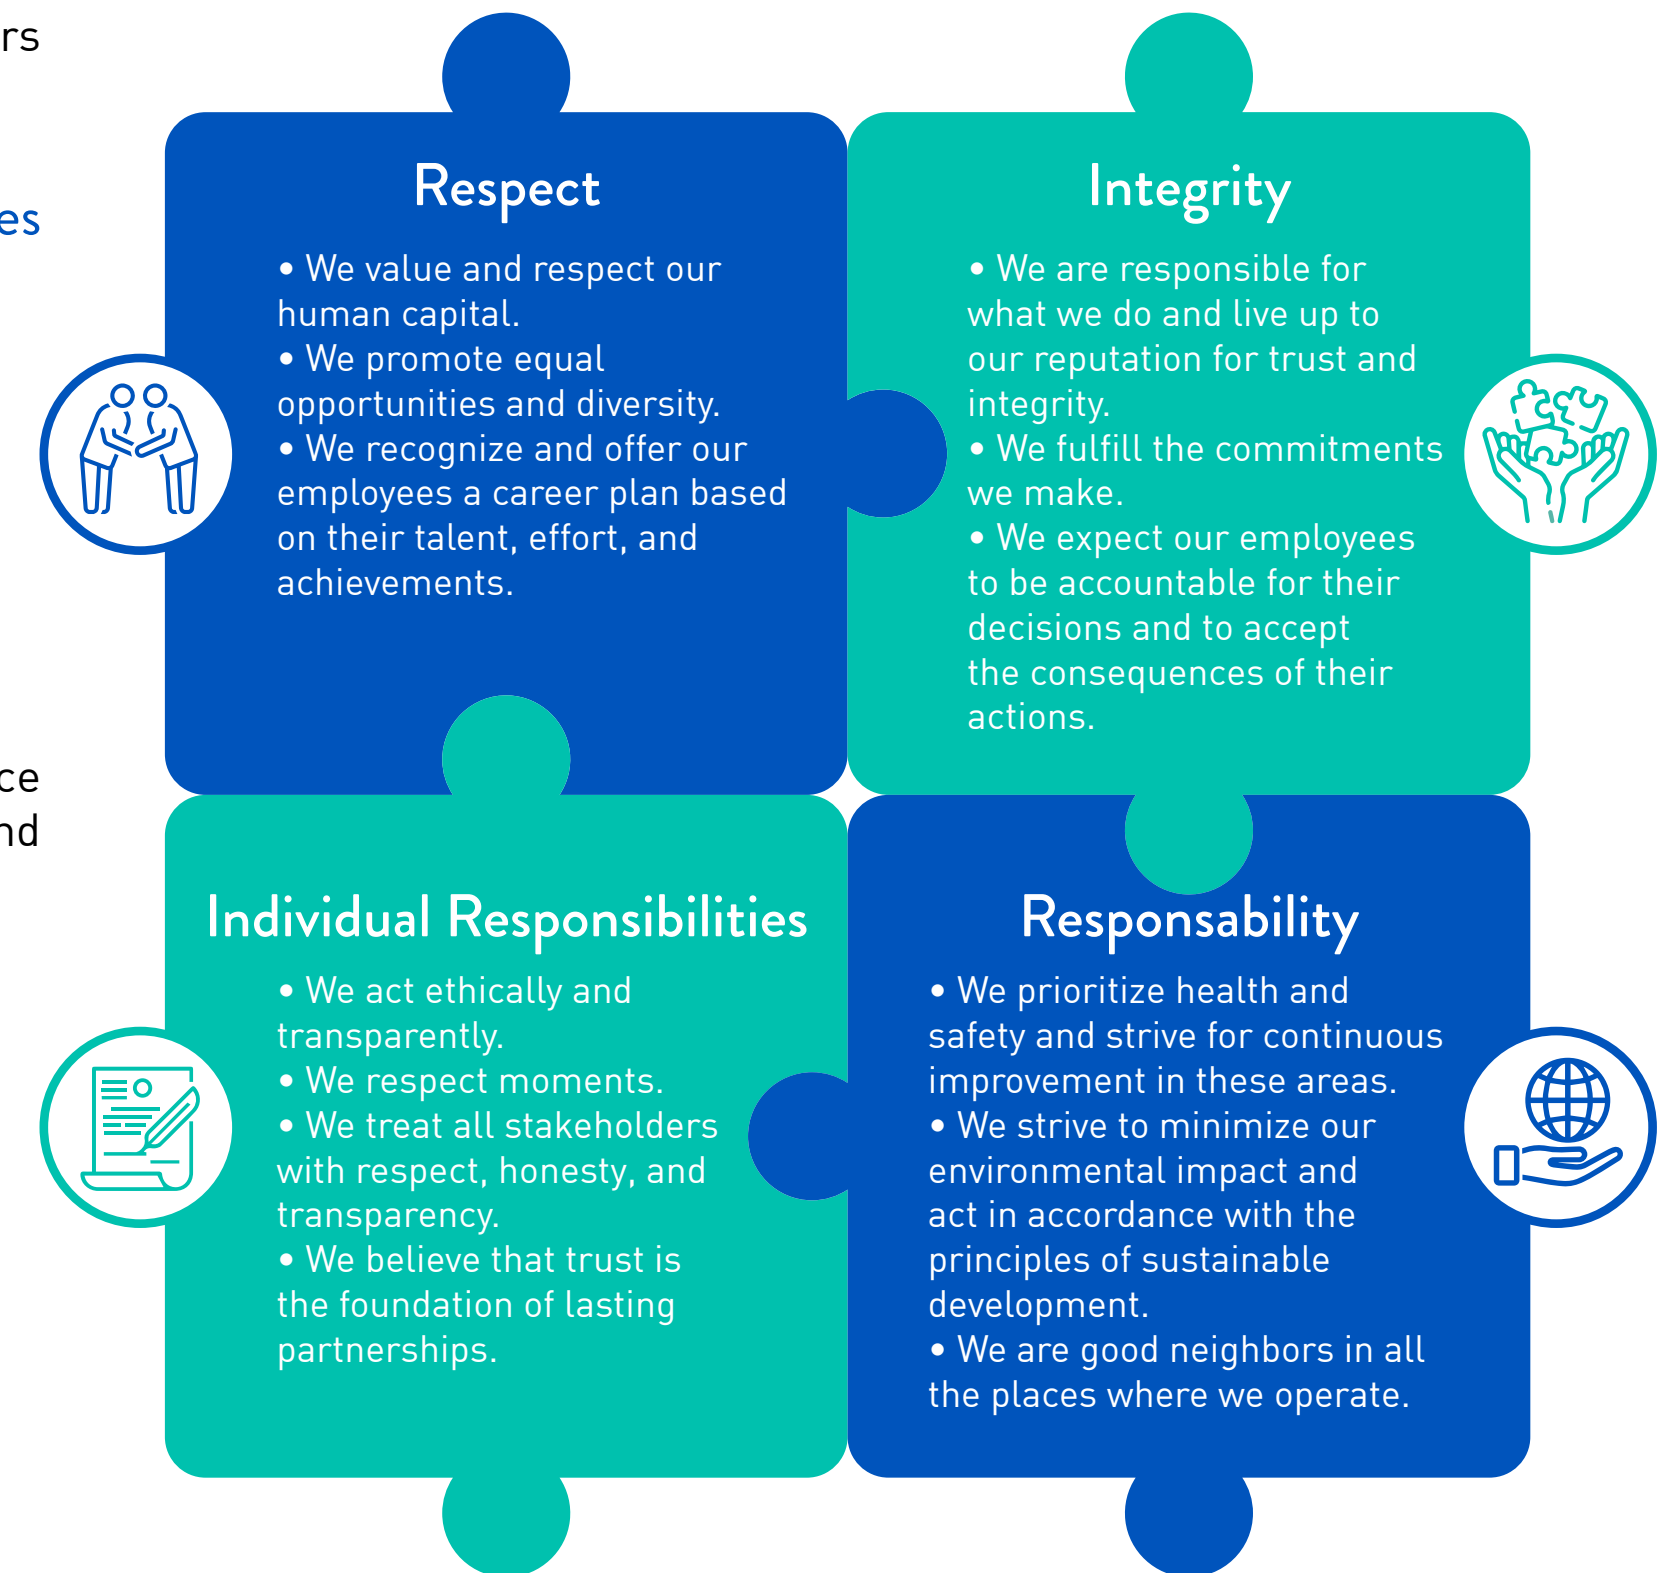 rs
es
ce
nd
Respect
• We value and respect our
human capital.
• We promote equal
opportunities and diversity.
• We recognize and offer our
employees a career plan based
on their talent, effort, and
achievements.
Integrity
• We are responsible for
what we do and live up to
our reputation for trust and
integrity.
• We fulfill the commitments
we make.
• We expect our employees
to be accountable for their
decisions and to accept
the consequences of their
actions.
Individual Responsibilities
• We act ethically and
transparently.
• We respect moments.
• We treat all stakeholders
with respect, honesty, and
transparency.
• We believe that trust is
the foundation of lasting
partnerships.
Responsability
• We prioritize health and
safety and strive for continuous
improvement in these areas.
• We strive to minimize our
environmental impact and
act in accordance with the
principles of sustainable
development.
• We are good neighbors in all
the places where we operate.